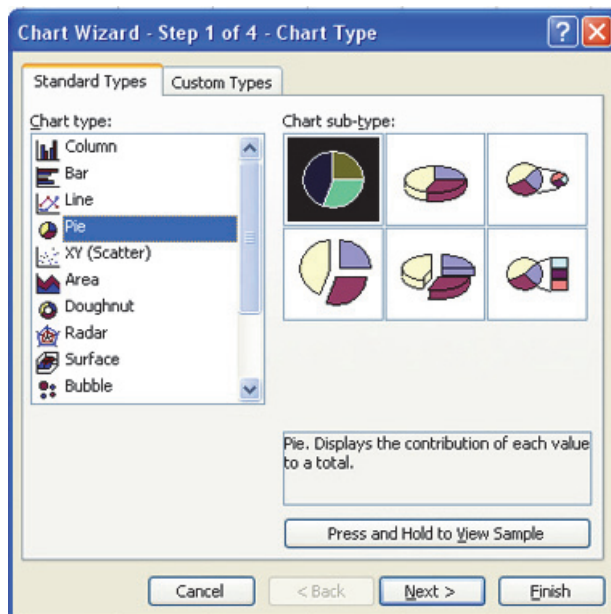 Chart Wizard - Step 1 of 4 - Chart Type
?
Standard Types
Custom Types
Chart type:
Column
Bar
Line
Pie
XY (Scatter)
Area
Doughnut
Radar
Surface
Bubble
Chart sub-type:
Pie. Displays the contribution of each value
to a total.
Press and Hold to View Sample
Cancel
< Back
Next >
Finish